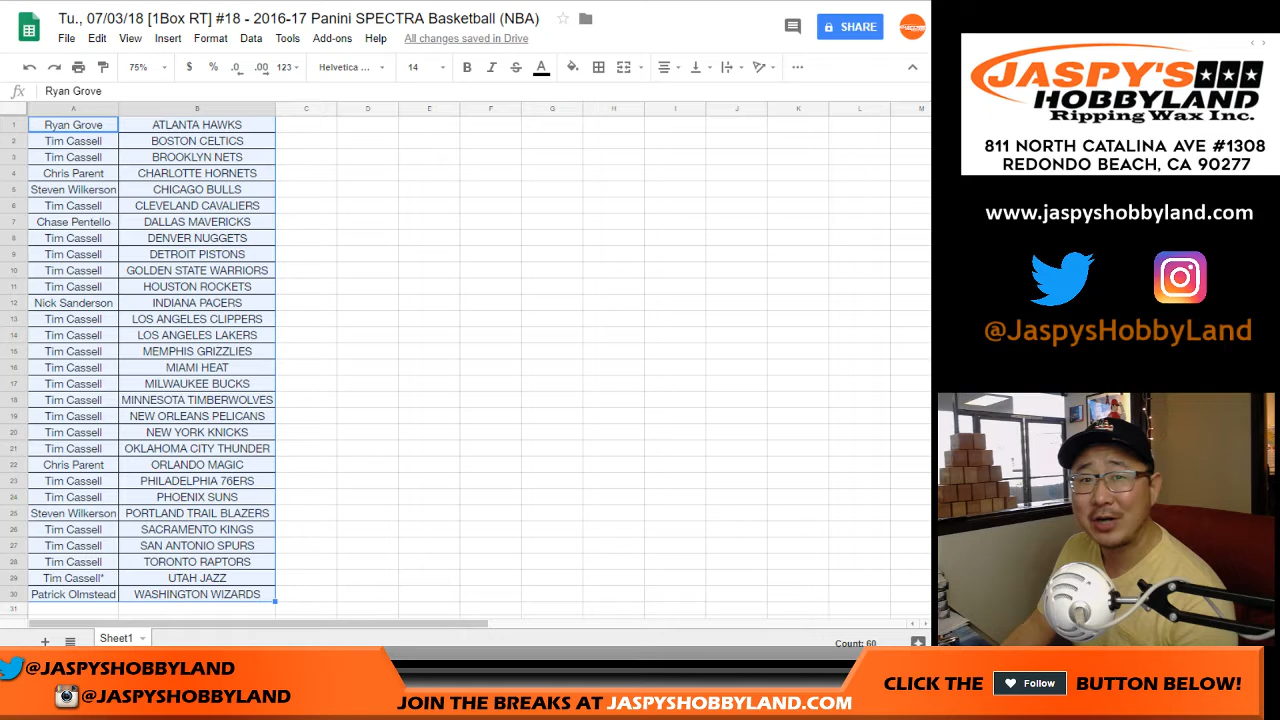 Tu., 07/03/18 [1Box RT] #18 - 2016-17 Panini SPECTRA Basketball (NBA)
File Edit View Insert Format Data Tools Add-ons Help All changes saved in Drive
SHARE
75% $ % .0 .00 123 Helvetica ... 14 B I S A
fx Ryan Grove
A B C D E F G H I J K L M
1 Ryan Grove ATLANTA HAWKS
2 Tim Cassell BOSTON CELTICS
3 Tim Cassell BROOKLYN NETS
4 Chris Parent CHARLOTTE HORNETS
5 Steven Wilkerson CHICAGO BULLS
6 Tim Cassell CLEVELAND CAVALIERS
7 Chase Pentello DALLAS MAVERICKS
8 Tim Cassell DENVER NUGGETS
9 Tim Cassell DETROIT PISTONS
10 Tim Cassell GOLDEN STATE WARRIORS
11 Tim Cassell HOUSTON ROCKETS
12 Nick Sanderson INDIANA PACERS
13 Tim Cassell LOS ANGELES CLIPPERS
14 Tim Cassell LOS ANGELES LAKERS
15 Tim Cassell MEMPHIS GRIZZLIES
16 Tim Cassell MIAMI HEAT
17 Tim Cassell MILWAUKEE BUCKS
18 Tim Cassell MINNESOTA TIMBERWOLVES
19 Tim Cassell NEW ORLEANS PELICANS
20 Tim Cassell NEW YORK KNICKS
21 Tim Cassell OKLAHOMA CITY THUNDER
22 Chris Parent ORLANDO MAGIC
23 Tim Cassell PHILADELPHIA 76ERS
24 Tim Cassell PHOENIX SUNS
25 Steven Wilkerson PORTLAND TRAIL BLAZERS
26 Tim Cassell SACRAMENTO KINGS
27 Tim Cassell SAN ANTONIO SPURS
28 Tim Cassell TORONTO RAPTORS
29 Tim Cassell* UTAH JAZZ
30 Patrick Olmstead WASHINGTON WIZARDS
31
Sheet1
Count: 60
JASPY'S
HOBBYLAND
Ripping Wax Inc.
811 NORTH CATALINA AVE #1308
REDONDO BEACH, CA 90277
www.jaspyshobbyland.com
@JaspysHobbyLand
@JASPYSHOBBYLAND
@JASPYSHOBBYLAND
JOIN THE BREAKS AT JASPYSHOBBYLAND.COM
CLICK THE Follow BUTTON BELOW!